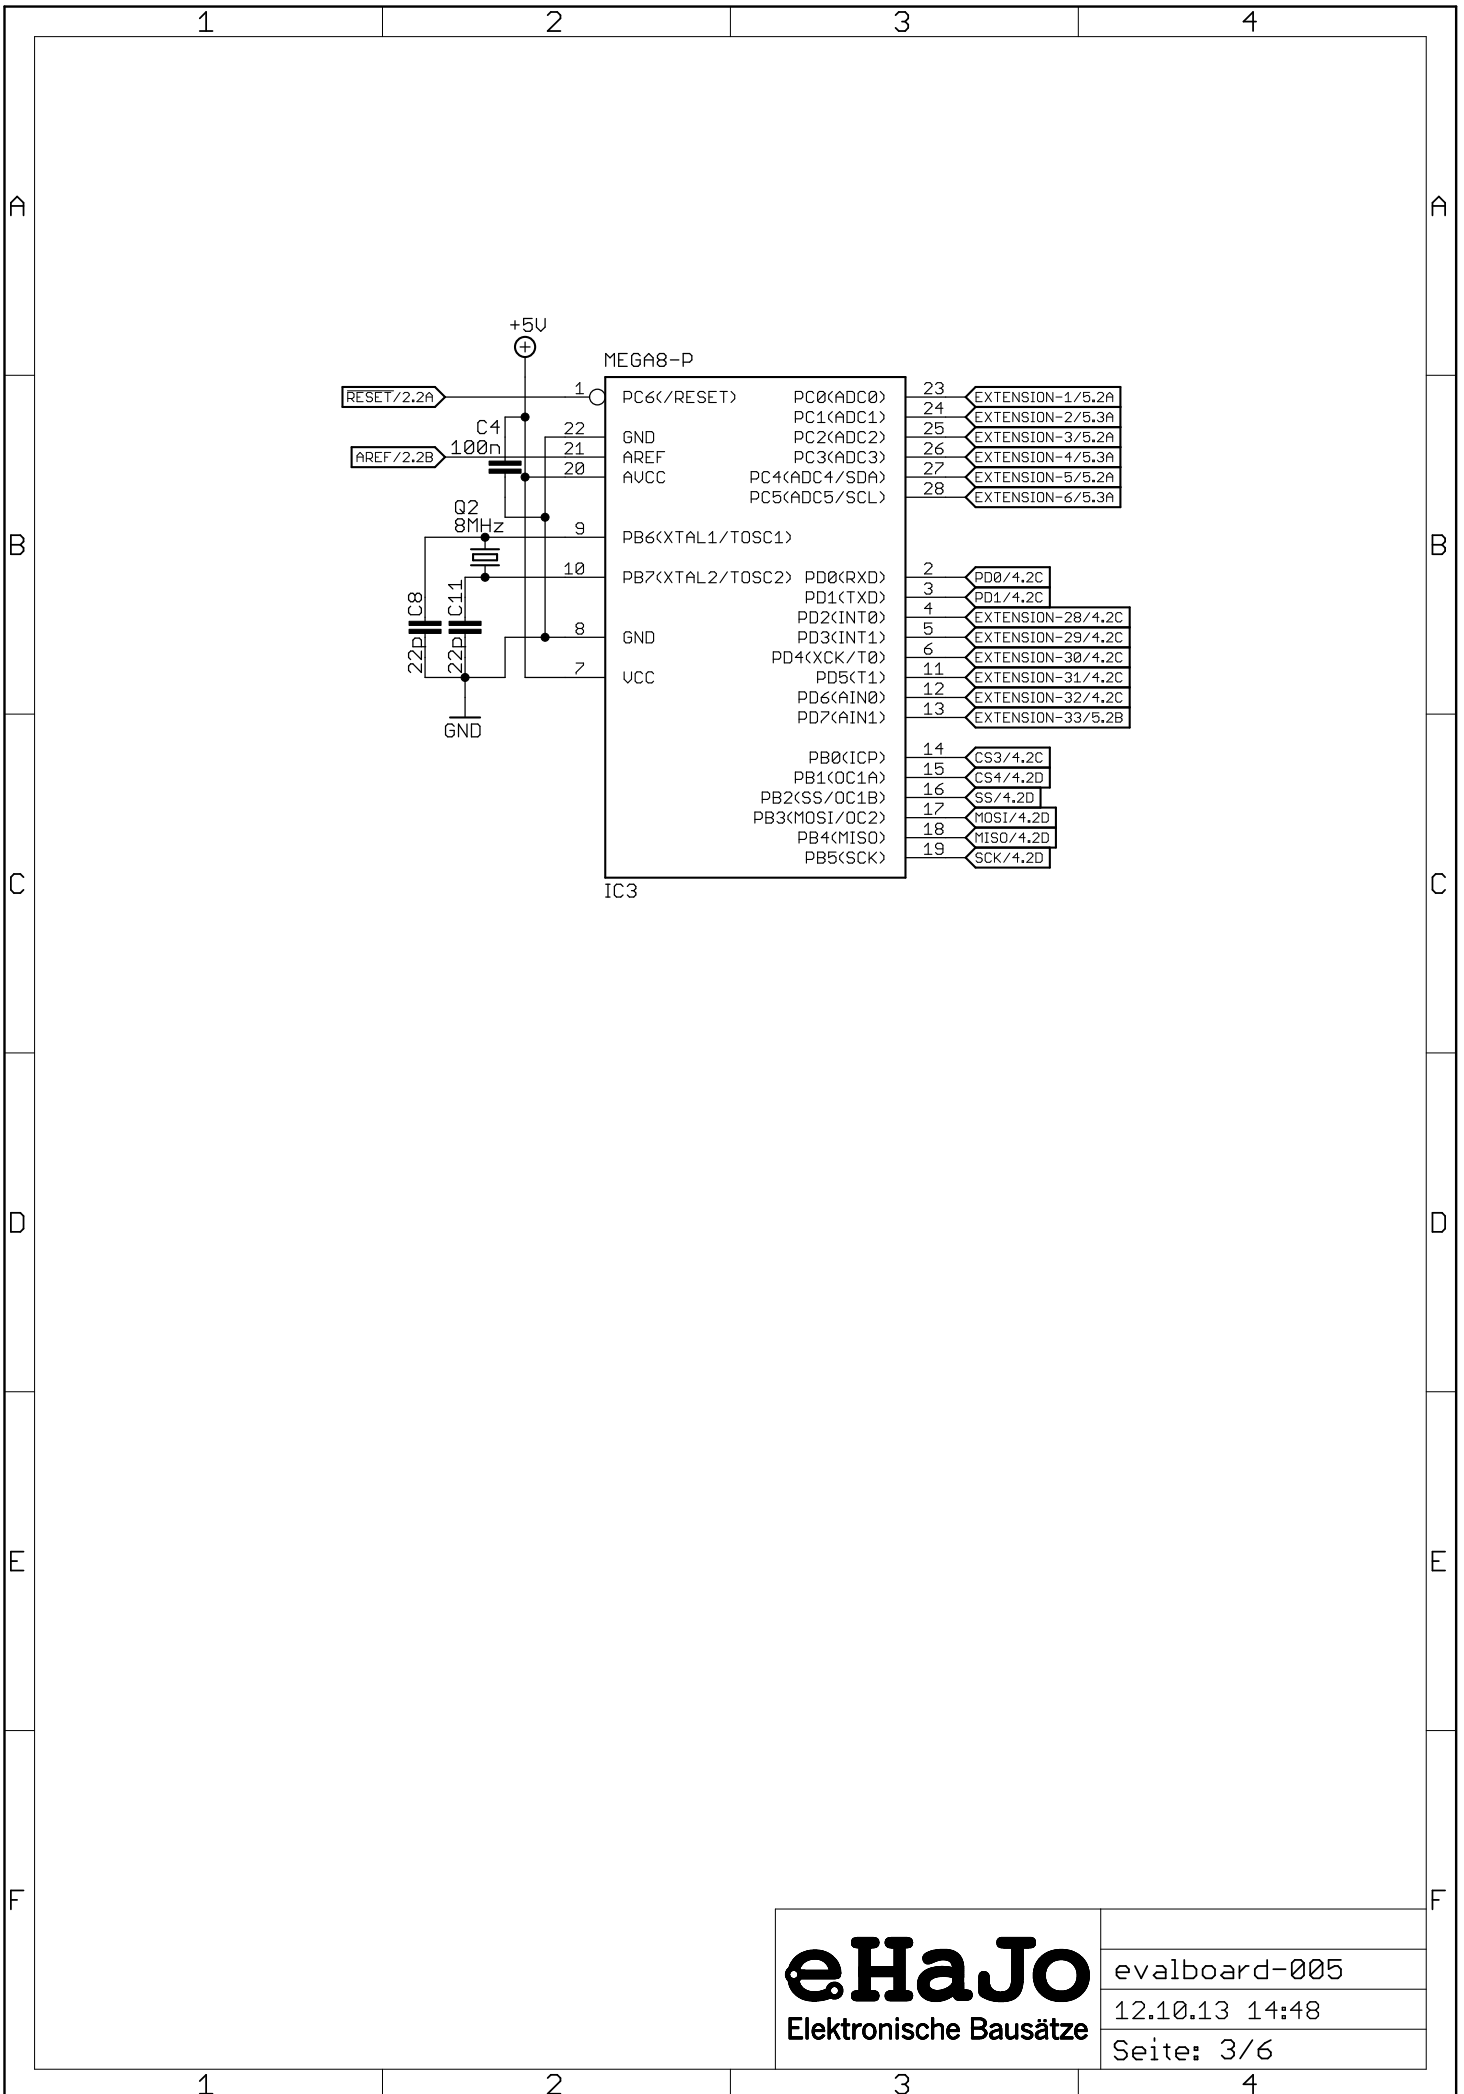 1 2 3 4
A A
+5V
MEGA8-P
RESET/2.2A 1 PC6(/RESET) PC0(ADC0) 23 EXTENSION-1/5.2A
PC1(ADC1) 24 EXTENSION-2/5.3A
C4 22 GND PC2(ADC2) 25 EXTENSION-3/5.2A
AREF/2.2B 100n 21 AREF PC3(ADC3) 26 EXTENSION-4/5.3A
20 AVCC PC4(ADC4/SDA) 27 EXTENSION-5/5.2A
PC5(ADC5/SCL) 28 EXTENSION-6/5.3A
Q2
8MHz
B 9 PB6(XTAL1/TOSC1) B
10 PB7(XTAL2/TOSC2) PD0(RXD) 2 PD0/4.2C
C8 C11 PD1(TXD) 3 PD1/4.2C
PD2(INT0) 4 EXTENSION-28/4.2C
8 GND PD3(INT1) 5 EXTENSION-29/4.2C
22p 22p PD4(XCK/T0) 6 EXTENSION-30/4.2C
7 VCC PD5(T1) 11 EXTENSION-31/4.2C
PD6(AIN0) 12 EXTENSION-32/4.2C
PD7(AIN1) 13 EXTENSION-33/5.2B
GND
PB0(ICP) 14 CS3/4.2C
PB1(OC1A) 15 CS4/4.2D
PB2(SS/OC1B) 16 SS/4.2D
PB3(MOSI/OC2) 17 MOSI/4.2D
PB4(MISO) 18 MISO/4.2D
PB5(SCK) 19 SCK/4.2D
C C
IC3
D D
E E
F F
eHaJo
Elektronische Bausätze
evalboard-005
12.10.13 14:48
Seite: 3/6
1 2 3 4